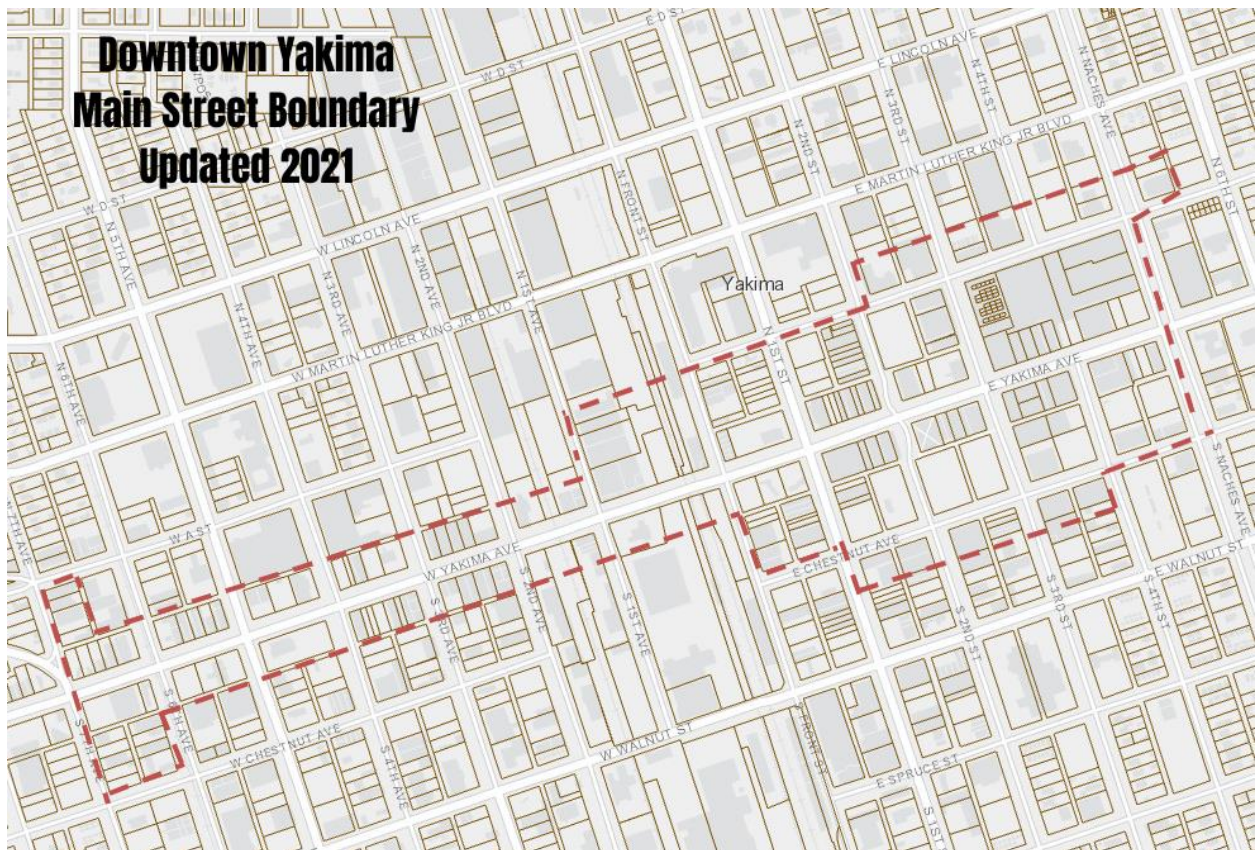 Downtown Yakima
Main Street Boundary
Updated 2021
E D ST
W D ST
E LINCOLN AVE
N 4TH ST
N NACHES AVE
N 3RD ST
N 2ND ST
E MARTIN LUTHER KING JR BLVD
N 6TH ST
W D ST
N 5TH AVE
W LINCOLN AVE
N FRONT ST
N 2ND AVE
N 3RD AVE
N 1ST AVE
Yakima
N 4TH AVE
W MARTIN LUTHER KING JR BLVD
N 1ST ST
N 6TH AVE
E YAKIMA AVE
S NACHES AVE
N 7TH AVE
W A ST
E CHESTNUT AVE
E WALNUT ST
W YAKIMA AVE
S 2ND AVE
S 1ST AVE
S 3RD AVE
S 2ND ST
S 3RD ST
S 4TH ST
S 6TH AVE
S 7TH AVE
W CHESTNUT AVE
S 4TH AVE
W WALNUT ST
S FRONT ST
E SPRUCE ST
S 1ST